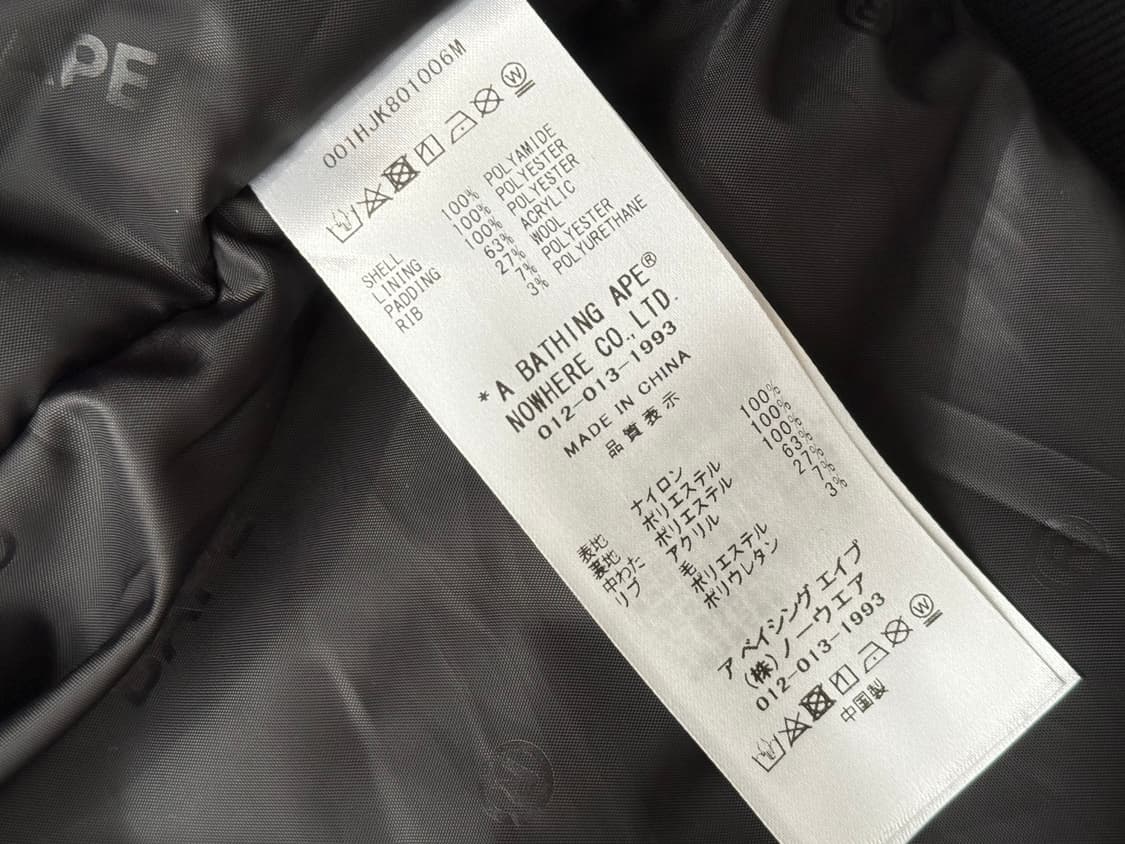 APE
001HJK801006M
SHELL 100% POLYAMIDE
LINING 100% POLYESTER
PADDING 100% POLYESTER
RIB 63% ACRYLIC
27% WOOL
7% POLYESTER
3% POLYURETHANE
*A BATHING APE®
NOWHERE CO.,LTD.
012-013-1993
MADE IN CHINA
品質表示
表地 ナイロン 100%
裏地 ポリエステル 100%
中わた ポリエステル 100%
リブ アクリル 63%
毛 27%
ポリエステル 7%
ポリウレタン 3%
ア ベイシング エイプ
(株)ノーウエア
012-013-1993
中国製